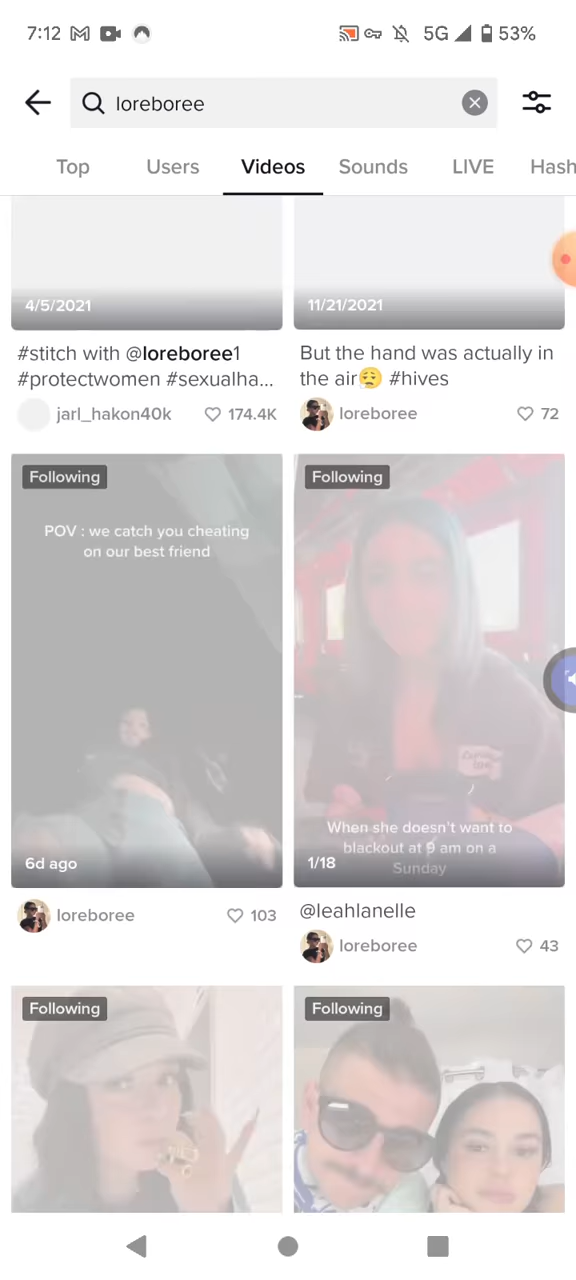 7:12 5G 53%
loreboree
Top Users Videos Sounds LIVE Hash
4/5/2021
11/21/2021
#stitch with @loreboree1
#protectwomen #sexualha...
jarl_hakon40k 174.4K
But the hand was actually in
the air😮‍💨 #hives
loreboree 72
Following
POV : we catch you cheating
on our best friend
6d ago
loreboree 103
Following
When she doesn't want to
blackout at 9 am on a
Sunday
1/18
@leahlanelle
loreboree 43
Following
Following